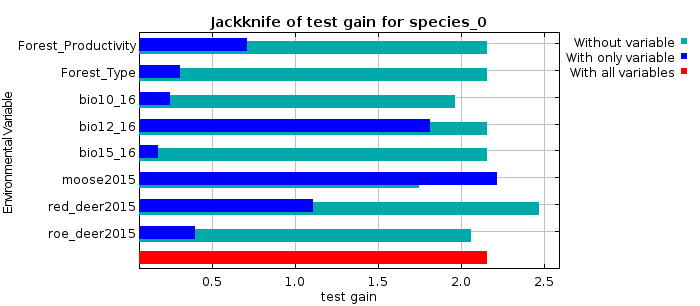 Jackknife of test gain for species_0
Environmental Variable
Forest_Productivity
Forest_Type
bio10_16
bio12_16
bio15_16
moose2015
red_deer2015
roe_deer2015
0.5 1.0 1.5 2.0 2.5
test gain
Without variable
With only variable
With all variables